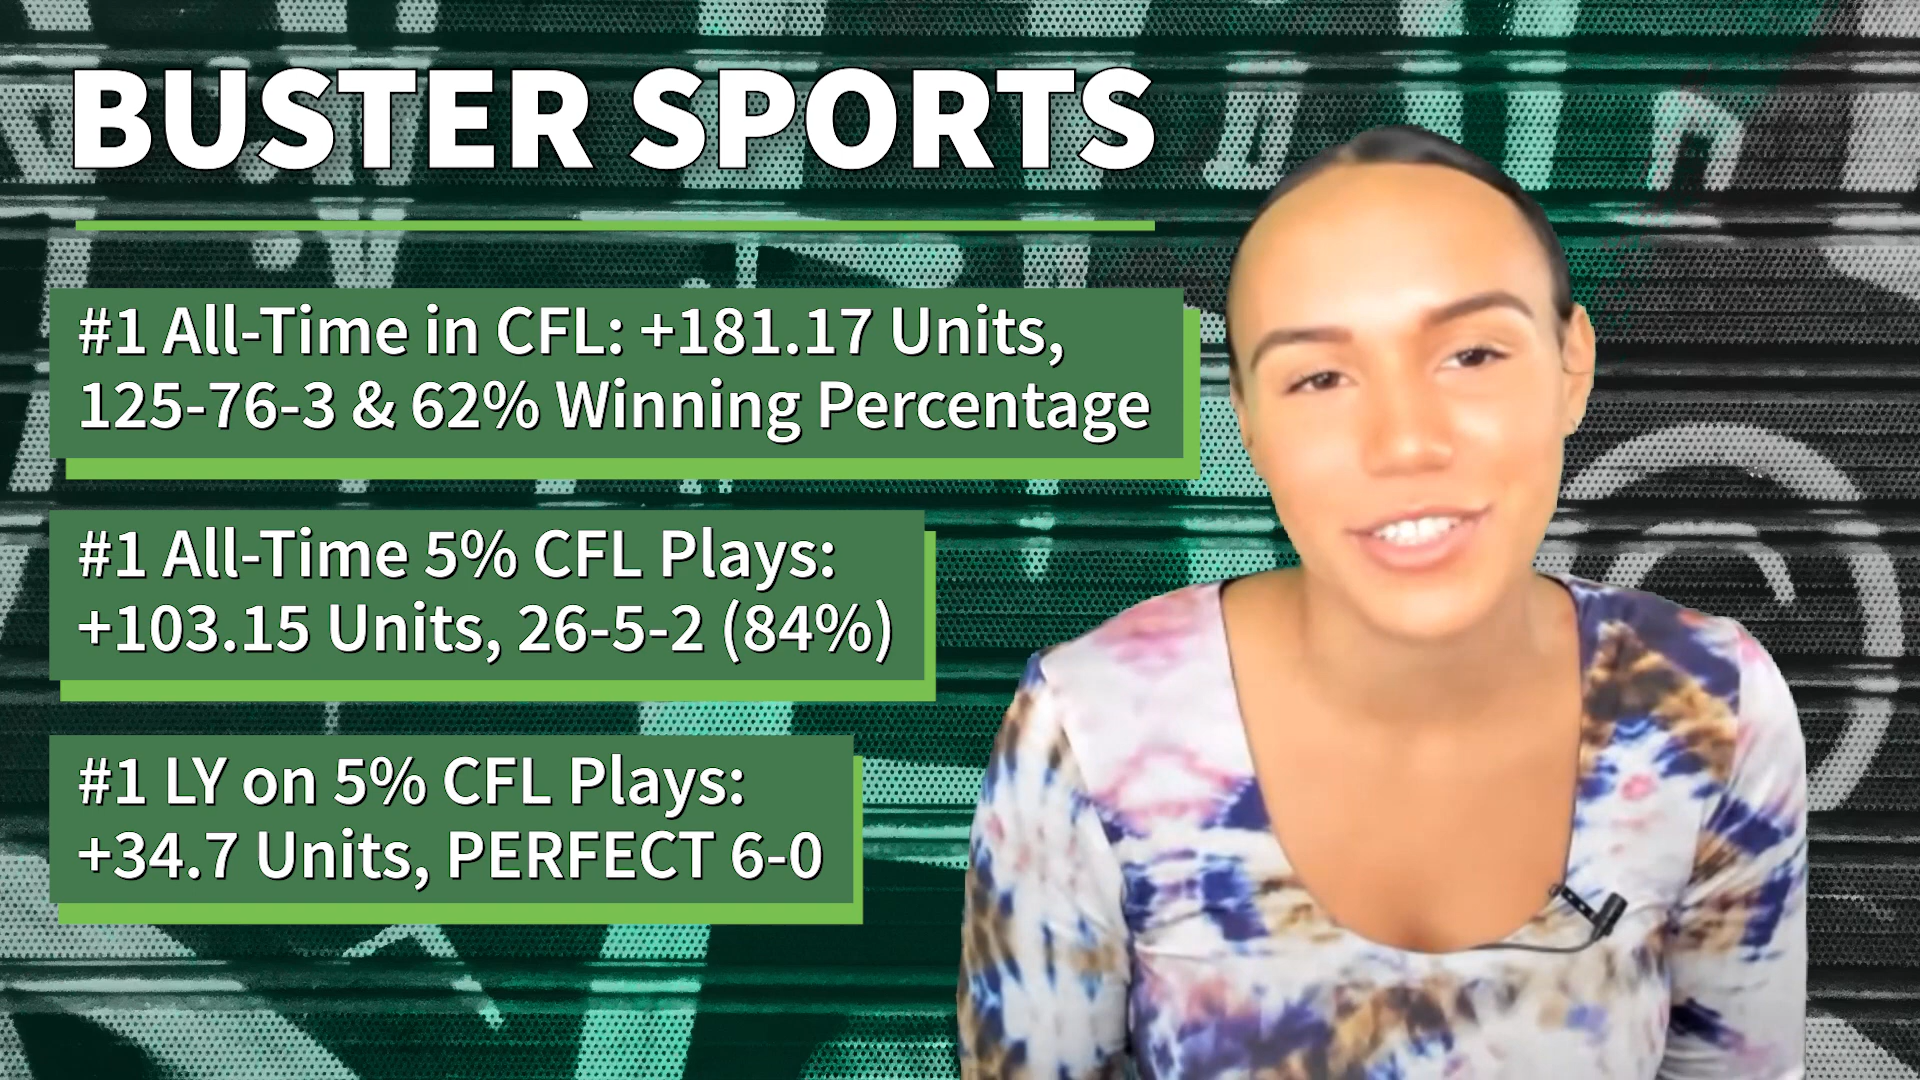 BUSTER SPORTS
#1 All-Time in CFL: +181.17 Units,
125-76-3 & 62% Winning Percentage
#1 All-Time 5% CFL Plays:
+103.15 Units, 26-5-2 (84%)
#1 LY on 5% CFL Plays:
+34.7 Units, PERFECT 6-0